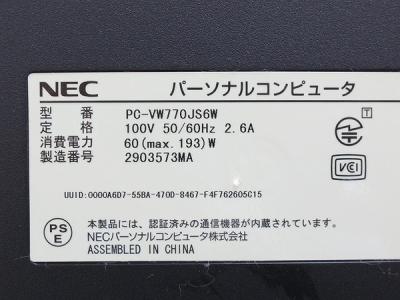 NEC パーソナルコンピュータ
型 番 PC-VW770JS6W
定 格 100V 50/60Hz 2.6A
消費電力 60(max.193)W
製造番号 2903573MA
T
VCI
UUID:0000A6D7-55BA-470D-8467-F4F762605C15
PS
E
本製品には、認証済みの通信機器が内蔵されています。
NECパーソナルコンピュータ株式会社
ASSEMBLED IN CHINA